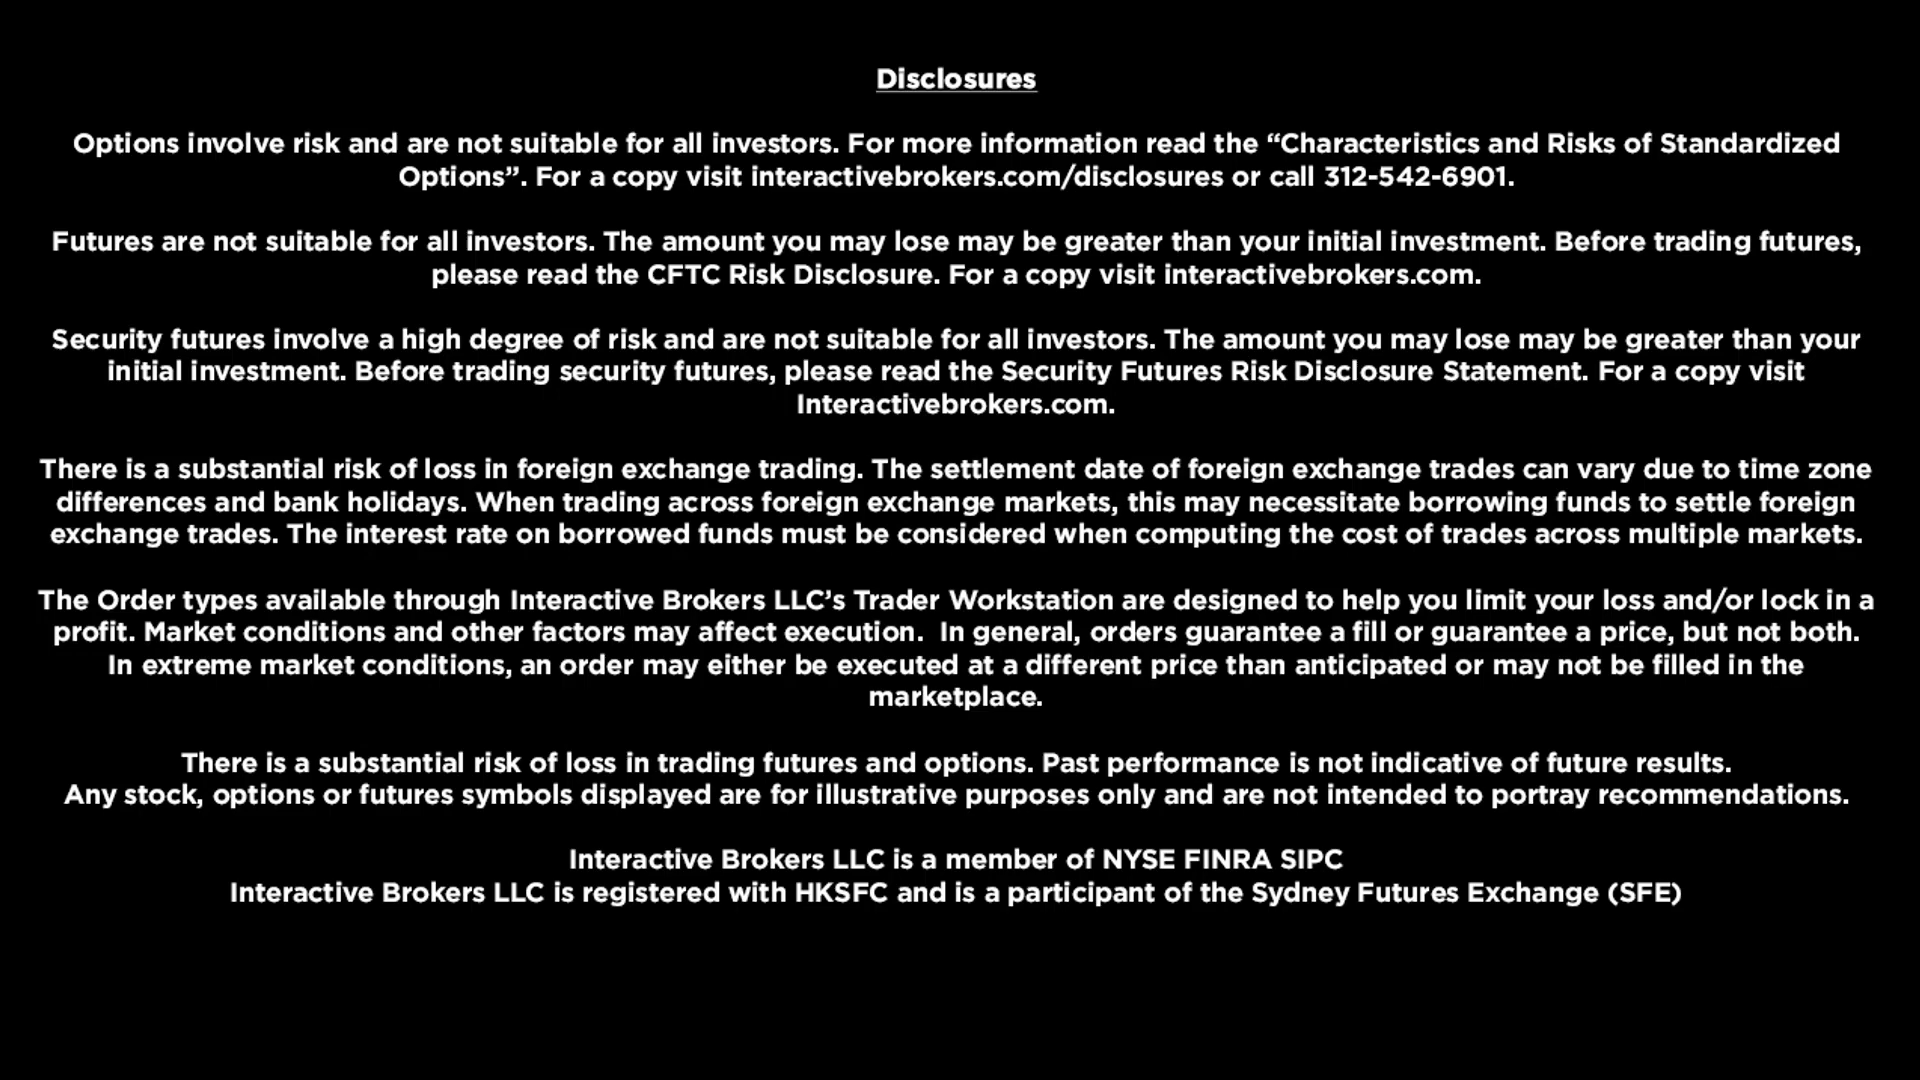 Disclosures
Options involve risk and are not suitable for all investors. For more information read the “Characteristics and Risks of Standardized
Options”. For a copy visit interactivebrokers.com/disclosures or call 312-542-6901.
Futures are not suitable for all investors. The amount you may lose may be greater than your initial investment. Before trading futures,
please read the CFTC Risk Disclosure. For a copy visit interactivebrokers.com.
Security futures involve a high degree of risk and are not suitable for all investors. The amount you may lose may be greater than your
initial investment. Before trading security futures, please read the Security Futures Risk Disclosure Statement. For a copy visit
Interactivebrokers.com.
There is a substantial risk of loss in foreign exchange trading. The settlement date of foreign exchange trades can vary due to time zone
differences and bank holidays. When trading across foreign exchange markets, this may necessitate borrowing funds to settle foreign
exchange trades. The interest rate on borrowed funds must be considered when computing the cost of trades across multiple markets.
The Order types available through Interactive Brokers LLC’s Trader Workstation are designed to help you limit your loss and/or lock in a
profit. Market conditions and other factors may affect execution.  In general, orders guarantee a fill or guarantee a price, but not both.
In extreme market conditions, an order may either be executed at a different price than anticipated or may not be filled in the
marketplace.
There is a substantial risk of loss in trading futures and options. Past performance is not indicative of future results.
Any stock, options or futures symbols displayed are for illustrative purposes only and are not intended to portray recommendations.
Interactive Brokers LLC is a member of NYSE FINRA SIPC
Interactive Brokers LLC is registered with HKSFC and is a participant of the Sydney Futures Exchange (SFE)